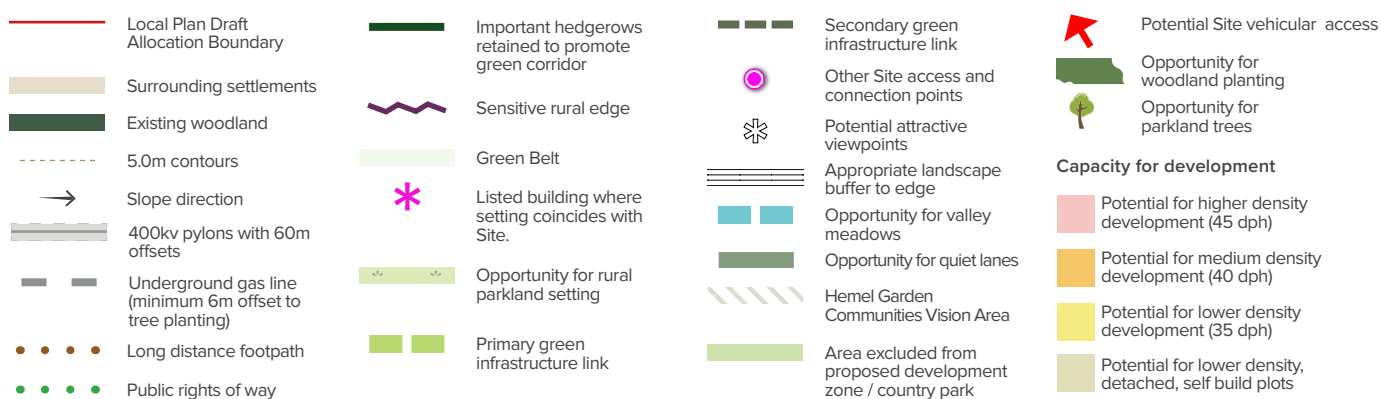 Local Plan Draft
Allocation Boundary
Surrounding settlements
Existing woodland
5.0m contours
Slope direction
400kv pylons with 60m
offsets
Underground gas line
(minimum 6m offset to
tree planting)
Long distance footpath
Public rights of way
Important hedgerows
retained to promote
green corridor
Sensitive rural edge
Green Belt
Listed building where
setting coincides with
Site.
Opportunity for rural
parkland setting
Primary green
infrastructure link
Secondary green
infrastructure link
Other Site access and
connection points
Potential attractive
viewpoints
Appropriate landscape
buffer to edge
Opportunity for valley
meadows
Opportunity for quiet lanes
Hemel Garden
Communities Vision Area
Area excluded from
proposed development
zone / country park
Potential Site vehicular access
Opportunity for
woodland planting
Opportunity for
parkland trees
Capacity for development
Potential for higher density
development (45 dph)
Potential for medium density
development (40 dph)
Potential for lower density
development (35 dph)
Potential for lower density,
detached, self build plots